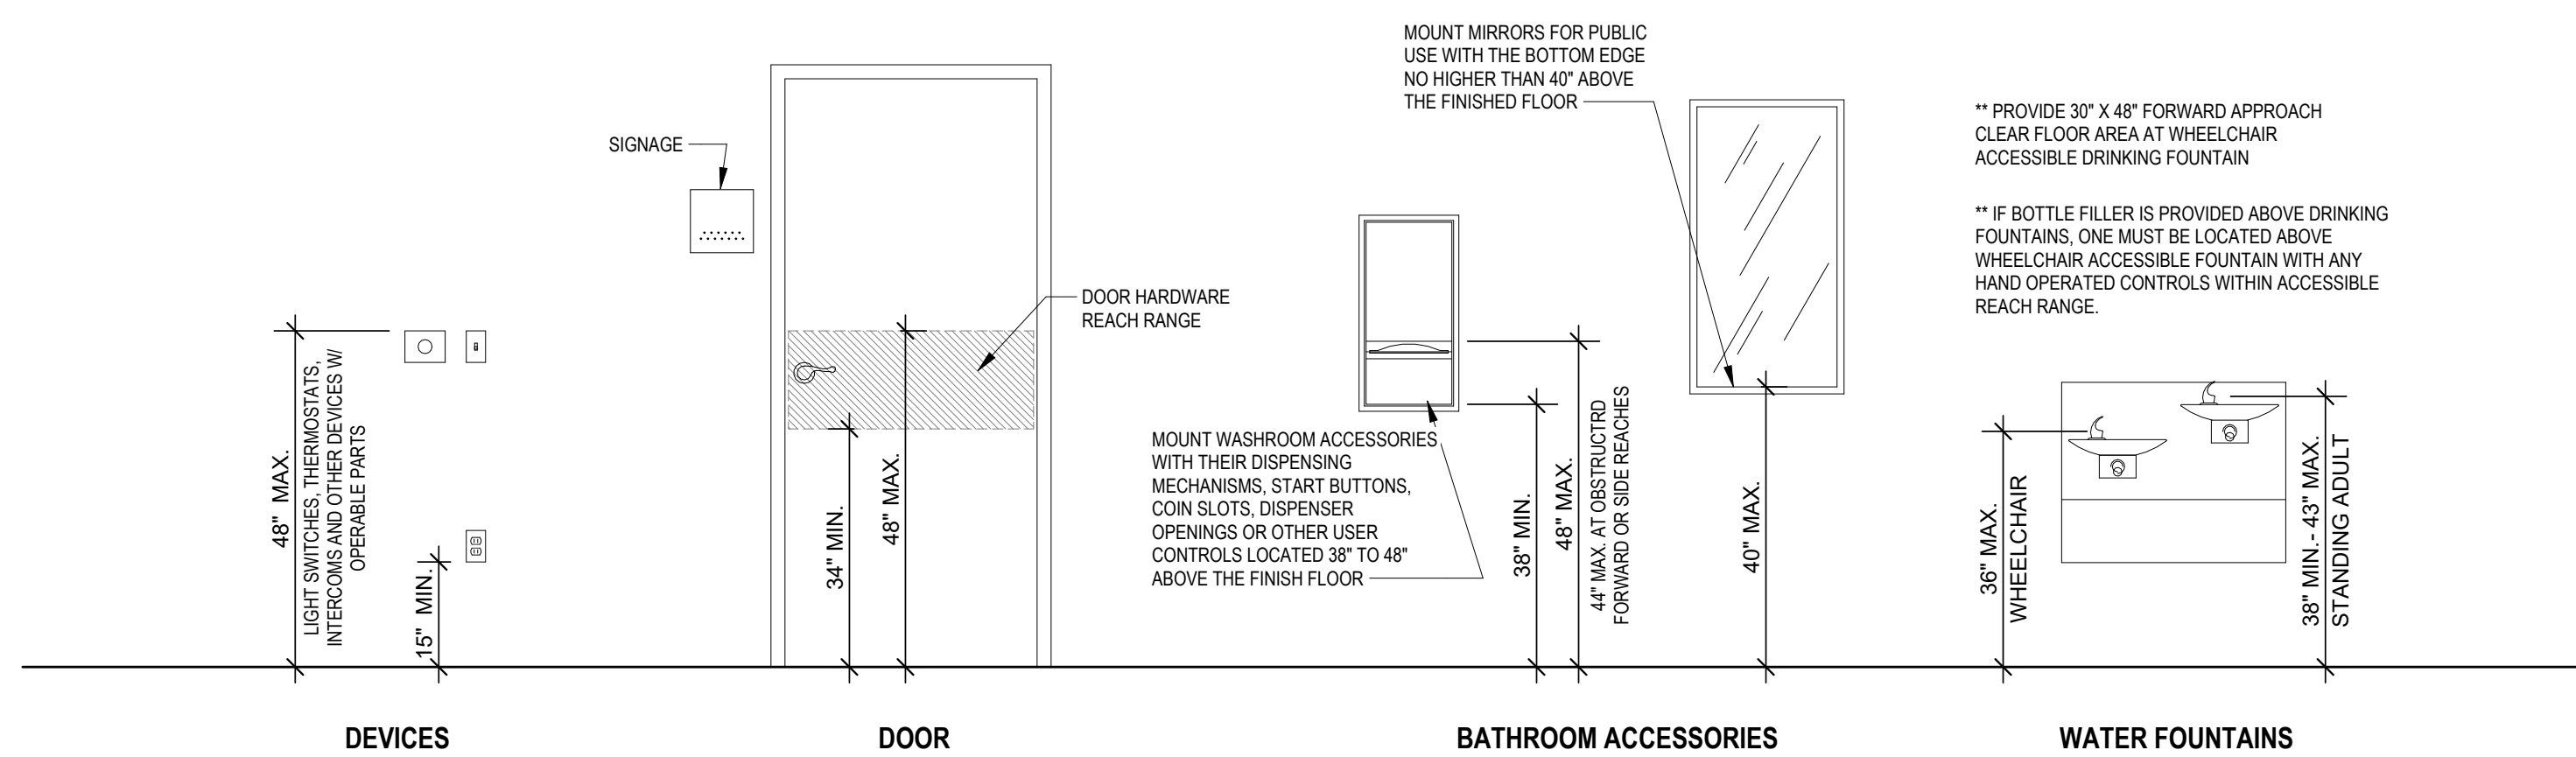 SIGNAGE
48" MAX.
LIGHT SWITCHES, THERMOSTATS,
INTERCOMS AND OTHER DEVICES W/
OPERABLE PARTS
15" MIN.
DOOR HARDWARE
REACH RANGE
34" MIN.
48" MAX.
MOUNT MIRRORS FOR PUBLIC
USE WITH THE BOTTOM EDGE
NO HIGHER THAN 40" ABOVE
THE FINISHED FLOOR
MOUNT WASHROOM ACCESSORIES
WITH THEIR DISPENSING
MECHANISMS, START BUTTONS,
COIN SLOTS, DISPENSER
OPENINGS OR OTHER USER
CONTROLS LOCATED 38" TO 48"
ABOVE THE FINISH FLOOR
38" MIN.
48" MAX.
44" MAX. AT OBSTRUCTRD
FORWARD OR SIDE REACHES
40" MAX.
** PROVIDE 30" X 48" FORWARD APPROACH
CLEAR FLOOR AREA AT WHEELCHAIR
ACCESSIBLE DRINKING FOUNTAIN
** IF BOTTLE FILLER IS PROVIDED ABOVE DRINKING
FOUNTAINS, ONE MUST BE LOCATED ABOVE
WHEELCHAIR ACCESSIBLE FOUNTAIN WITH ANY
HAND OPERATED CONTROLS WITHIN ACCESSIBLE
REACH RANGE.
36" MAX.
WHEELCHAIR
38" MIN.- 43" MAX.
STANDING ADULT
DEVICES
DOOR
BATHROOM ACCESSORIES
WATER FOUNTAINS